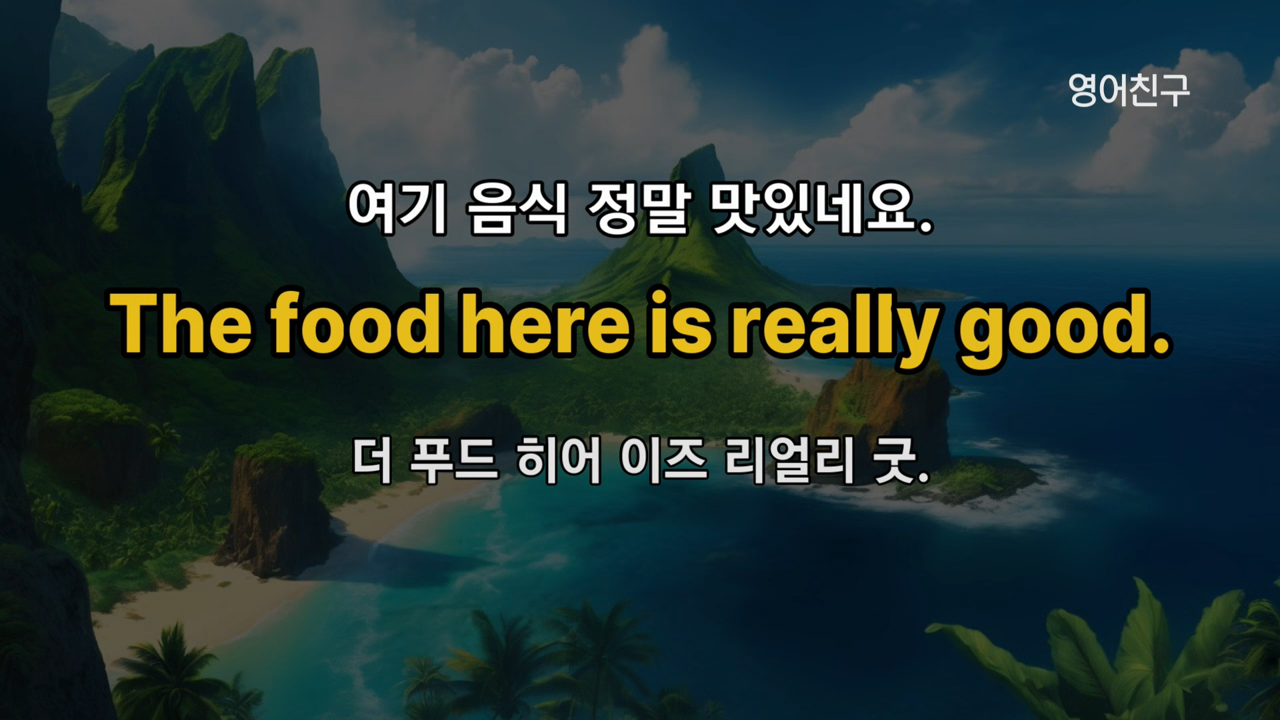 영어친구
여기 음식 정말 맛있네요.
The food here is really good.
더 푸드 히어 이즈 리얼리 굿.